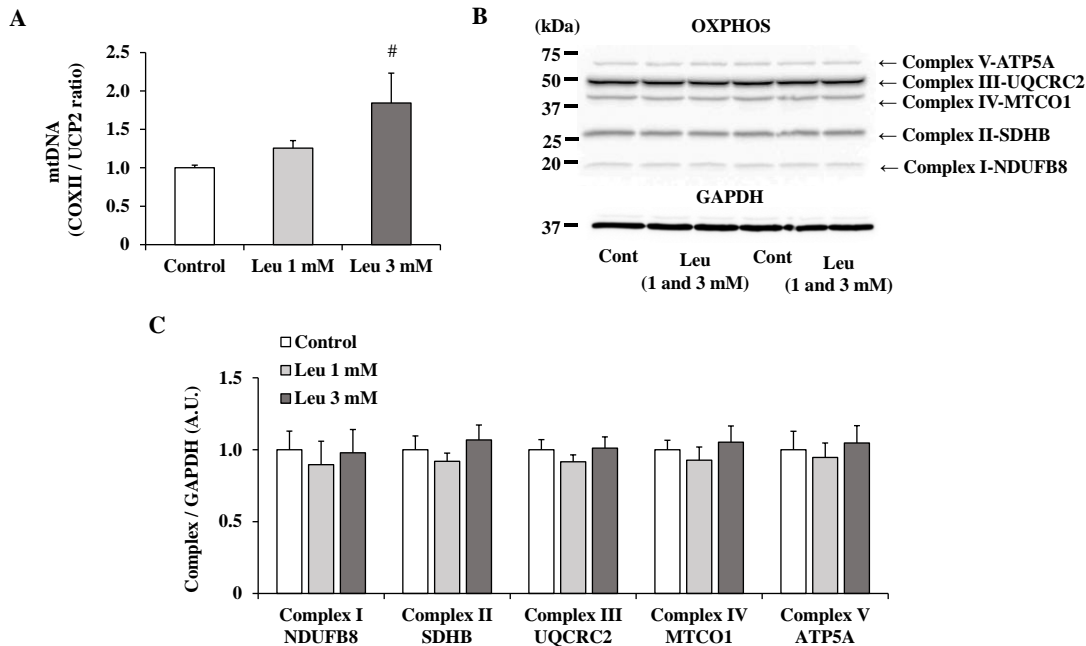 A
mtDNA
(COXII / UCP2 ratio)
2.5
2.0
1.5
1.0
0.5
0
#
Control
Leu 1 mM
Leu 3 mM
B
(kDa)
OXPHOS
75
50
37
25
20
← Complex V-ATP5A
← Complex III-UQCRC2
← Complex IV-MTCO1
← Complex II-SDHB
← Complex I-NDUFB8
GAPDH
37
Cont
Leu
(1 and 3 mM)
Cont
Leu
(1 and 3 mM)
C
Control
Leu 1 mM
Leu 3 mM
Complex / GAPDH (A.U.)
1.5
1.0
0.5
0
Complex I
NDUFB8
Complex II
SDHB
Complex III
UQCRC2
Complex IV
MTCO1
Complex V
ATP5A